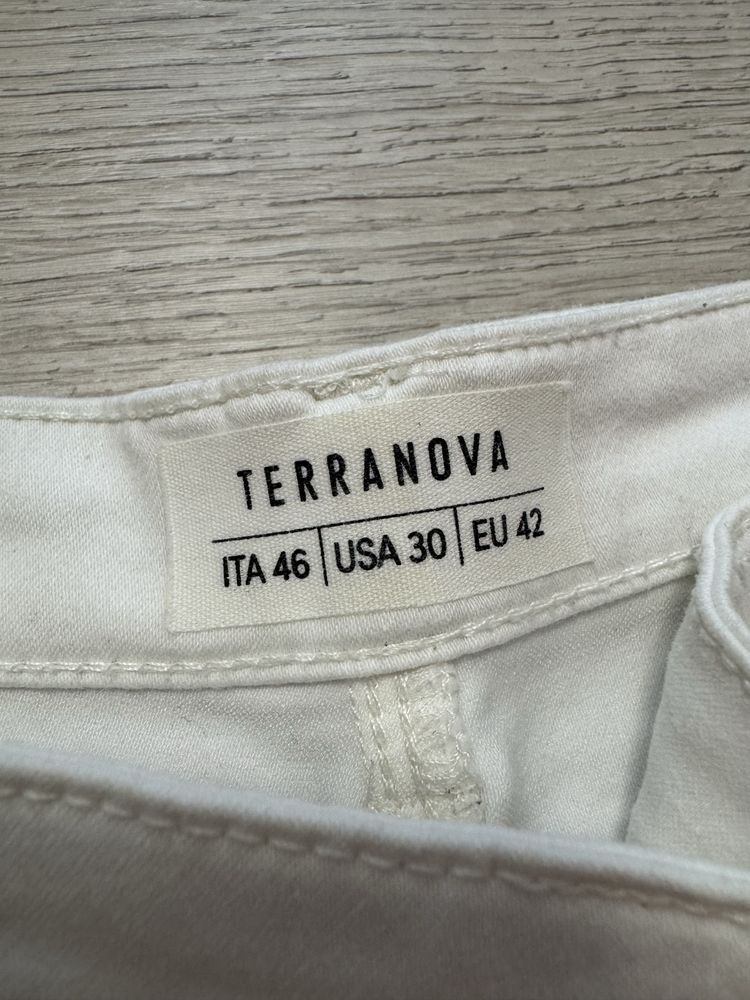 TERRANOVA
ITA 46 | USA 30 | EU 42